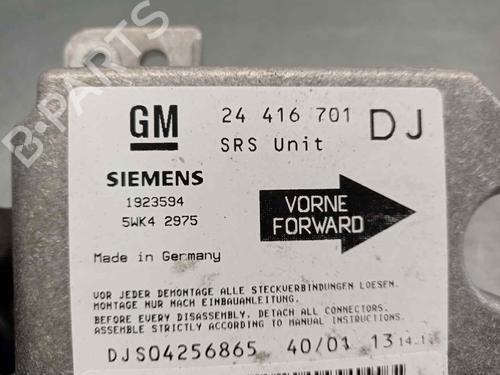 B-PARTS
GM
24 416 701 DJ
SRS Unit
SIEMENS
1923594
5WK4 2975
VORNE
FORWARD
Made in Germany
VOR JEDER DEMONTAGE ALLE STECKVERBINDUNGEN LOESEN.
MONTAGE NUR NACH EINBAUANLEITUNG.
BEFORE EVERY DISASSEMBLY, DETACH ALL CONNECTORS.
ASSEMBLE STRICTLY ACCORDING TO MANUAL INSTRUCTIONS.
DJS04256865 40/01 13 14.1